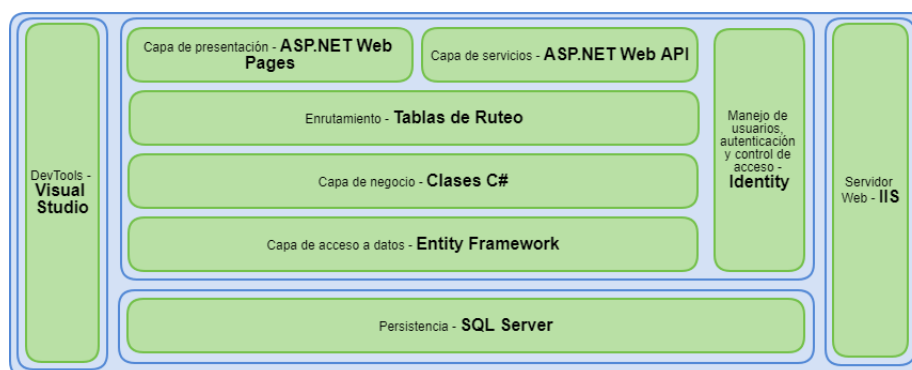 DevTools -
Visual
Studio
Capa de presentación - ASP.NET Web
Pages
Capa de servicios - ASP.NET Web API
Enrutamiento - Tablas de Ruteo
Capa de negocio - Clases C#
Capa de acceso a datos - Entity Framework
Manejo de
usuarios,
autenticación
y control de
acceso -
Identity
Persistencia - SQL Server
Servidor
Web - IIS